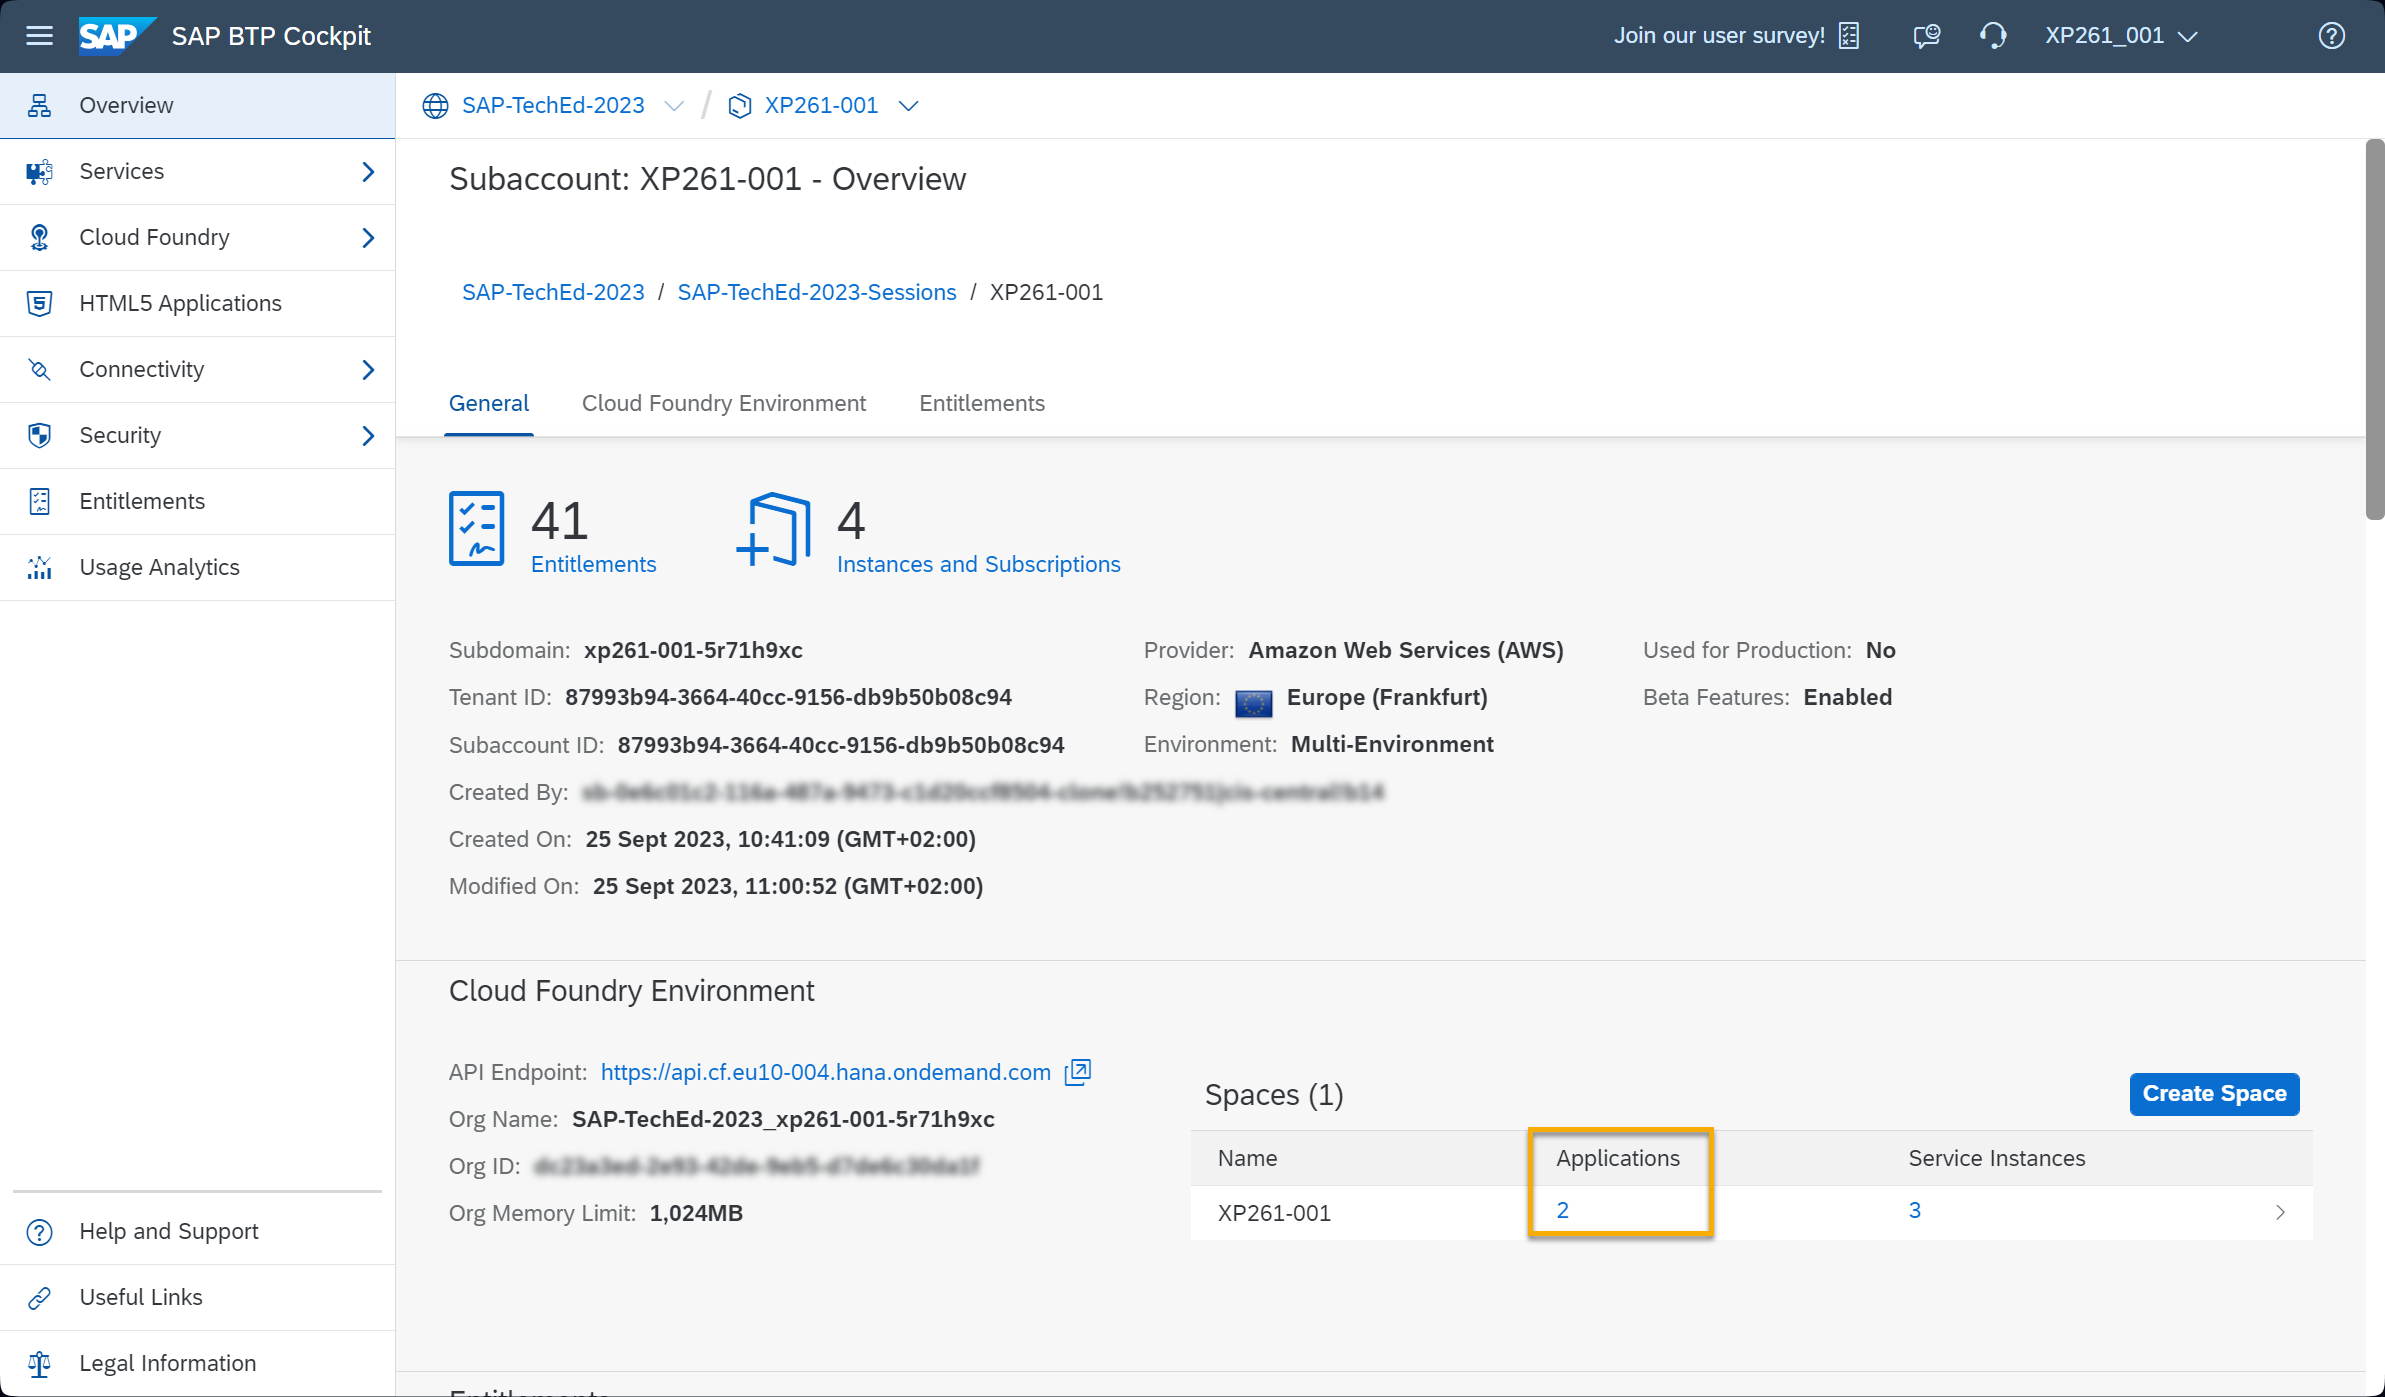 SAP SAP BTP Cockpit
Join our user survey!
XP261_001
Overview
Services
Cloud Foundry
HTML5 Applications
Connectivity
Security
Entitlements
Usage Analytics
Help and Support
Useful Links
Legal Information
SAP-TechEd-2023 / XP261-001
Subaccount: XP261-001 - Overview
SAP-TechEd-2023 / SAP-TechEd-2023-Sessions / XP261-001
General Cloud Foundry Environment Entitlements
41
Entitlements
4
Instances and Subscriptions
Subdomain: xp261-001-5r71h9xc
Tenant ID: 87993b94-3664-40cc-9156-db9b50b08c94
Subaccount ID: 87993b94-3664-40cc-9156-db9b50b08c94
Created By:
Created On: 25 Sept 2023, 10:41:09 (GMT+02:00)
Modified On: 25 Sept 2023, 11:00:52 (GMT+02:00)
Provider: Amazon Web Services (AWS)
Region: Europe (Frankfurt)
Environment: Multi-Environment
Used for Production: No
Beta Features: Enabled
Cloud Foundry Environment
API Endpoint: https://api.cf.eu10-004.hana.ondemand.com
Org Name: SAP-TechEd-2023_xp261-001-5r71h9xc
Org ID:
Org Memory Limit: 1,024MB
Spaces (1)
Create Space
Name Applications Service Instances
XP261-001 2 3
Entitlements